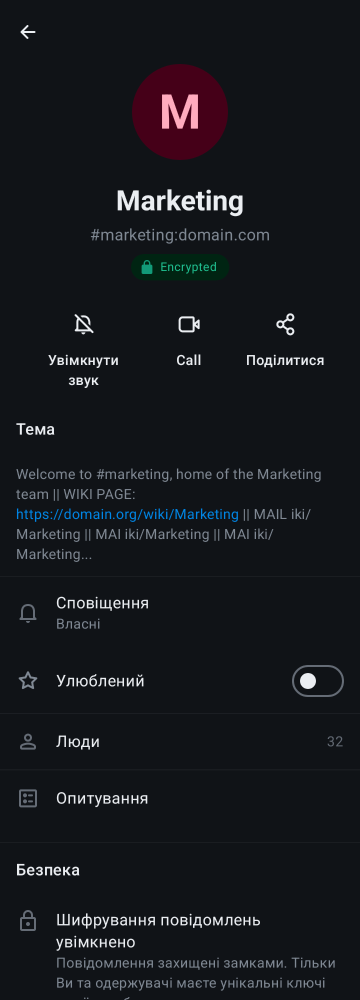 M
Marketing
#marketing:domain.com
Encrypted
Увімкнути
звук
Call
Поділитися
Тема
Welcome to #marketing, home of the Marketing
team || WIKI PAGE:
https://domain.org/wiki/Marketing || MAIL iki/
Marketing || MAI iki/Marketing || MAI iki/
Marketing...
Сповіщення
Власні
Улюблений
Люди
32
Опитування
Безпека
Шифрування повідомлень
увімкнено
Повідомлення захищені замками. Тільки
Ви та одержувачі маєте унікальні ключі